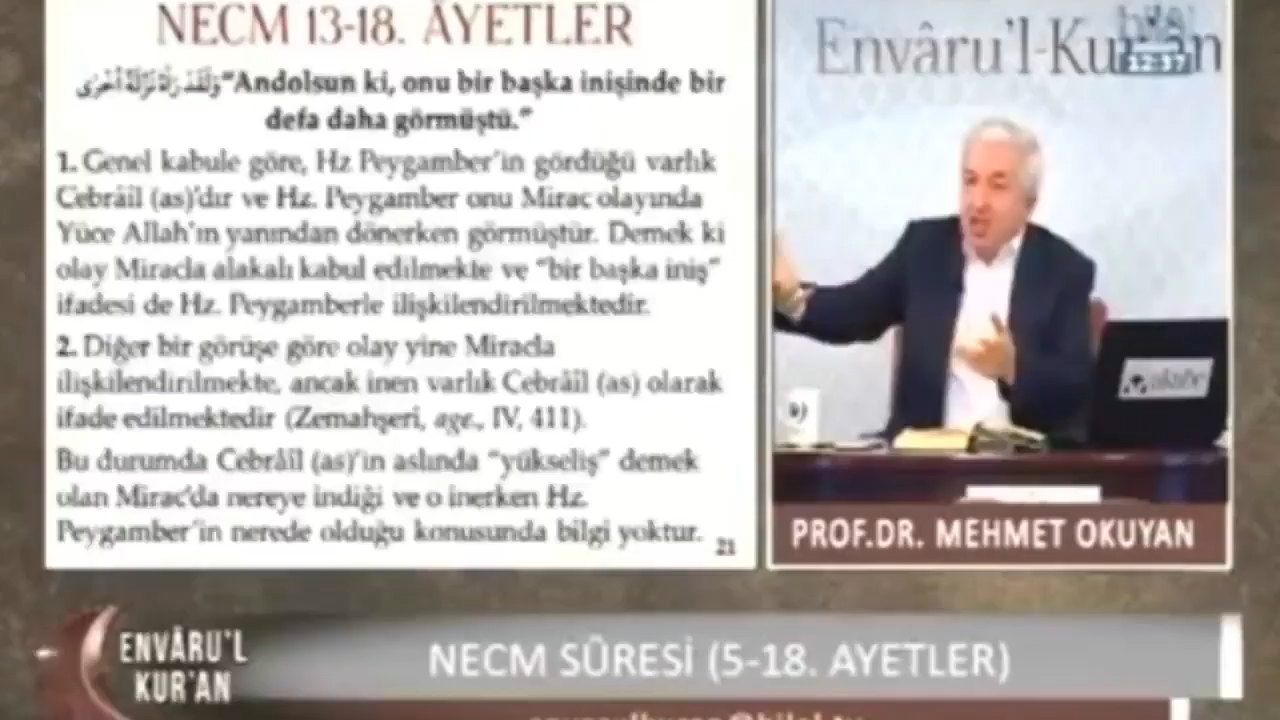 NECM 13-18. ÂYETLER
وَلَقَدْ رَآهُ نَزْلَةً أُخْرَى “Andolsun ki, onu bir başka inişinde bir
defa daha görmüştü.”
1. Genel kabule göre, Hz Peygamber’in gördüğü varlık
Cebrâil (as)’dır ve Hz. Peygamber onu Mirac olayında
Yüce Allah’ın yanından dönerken görmüştür. Demek ki
olay Miracla alakalı kabul edilmekte ve “bir başka iniş”
ifadesi de Hz. Peygamberle ilişkilendirilmektedir.
2. Diğer bir görüşe göre olay yine Miracla
ilişkilendirilmekte, ancak inen varlık Cebrâil (as) olarak
ifade edilmektedir (Zemahşerî, age., IV, 411).
Bu durumda Cebrâil (as)’ın aslında “yükseliş” demek
olan Mirac’da nereye indiği ve o inerken Hz.
Peygamber’in nerede olduğu konusunda bilgi yoktur.
21
Envâru'l-Kur'an
12:37
PROF.DR. MEHMET OKUYAN
ENVÂRU'L
KUR'AN
NECM SÛRESİ (5-18. AYETLER)